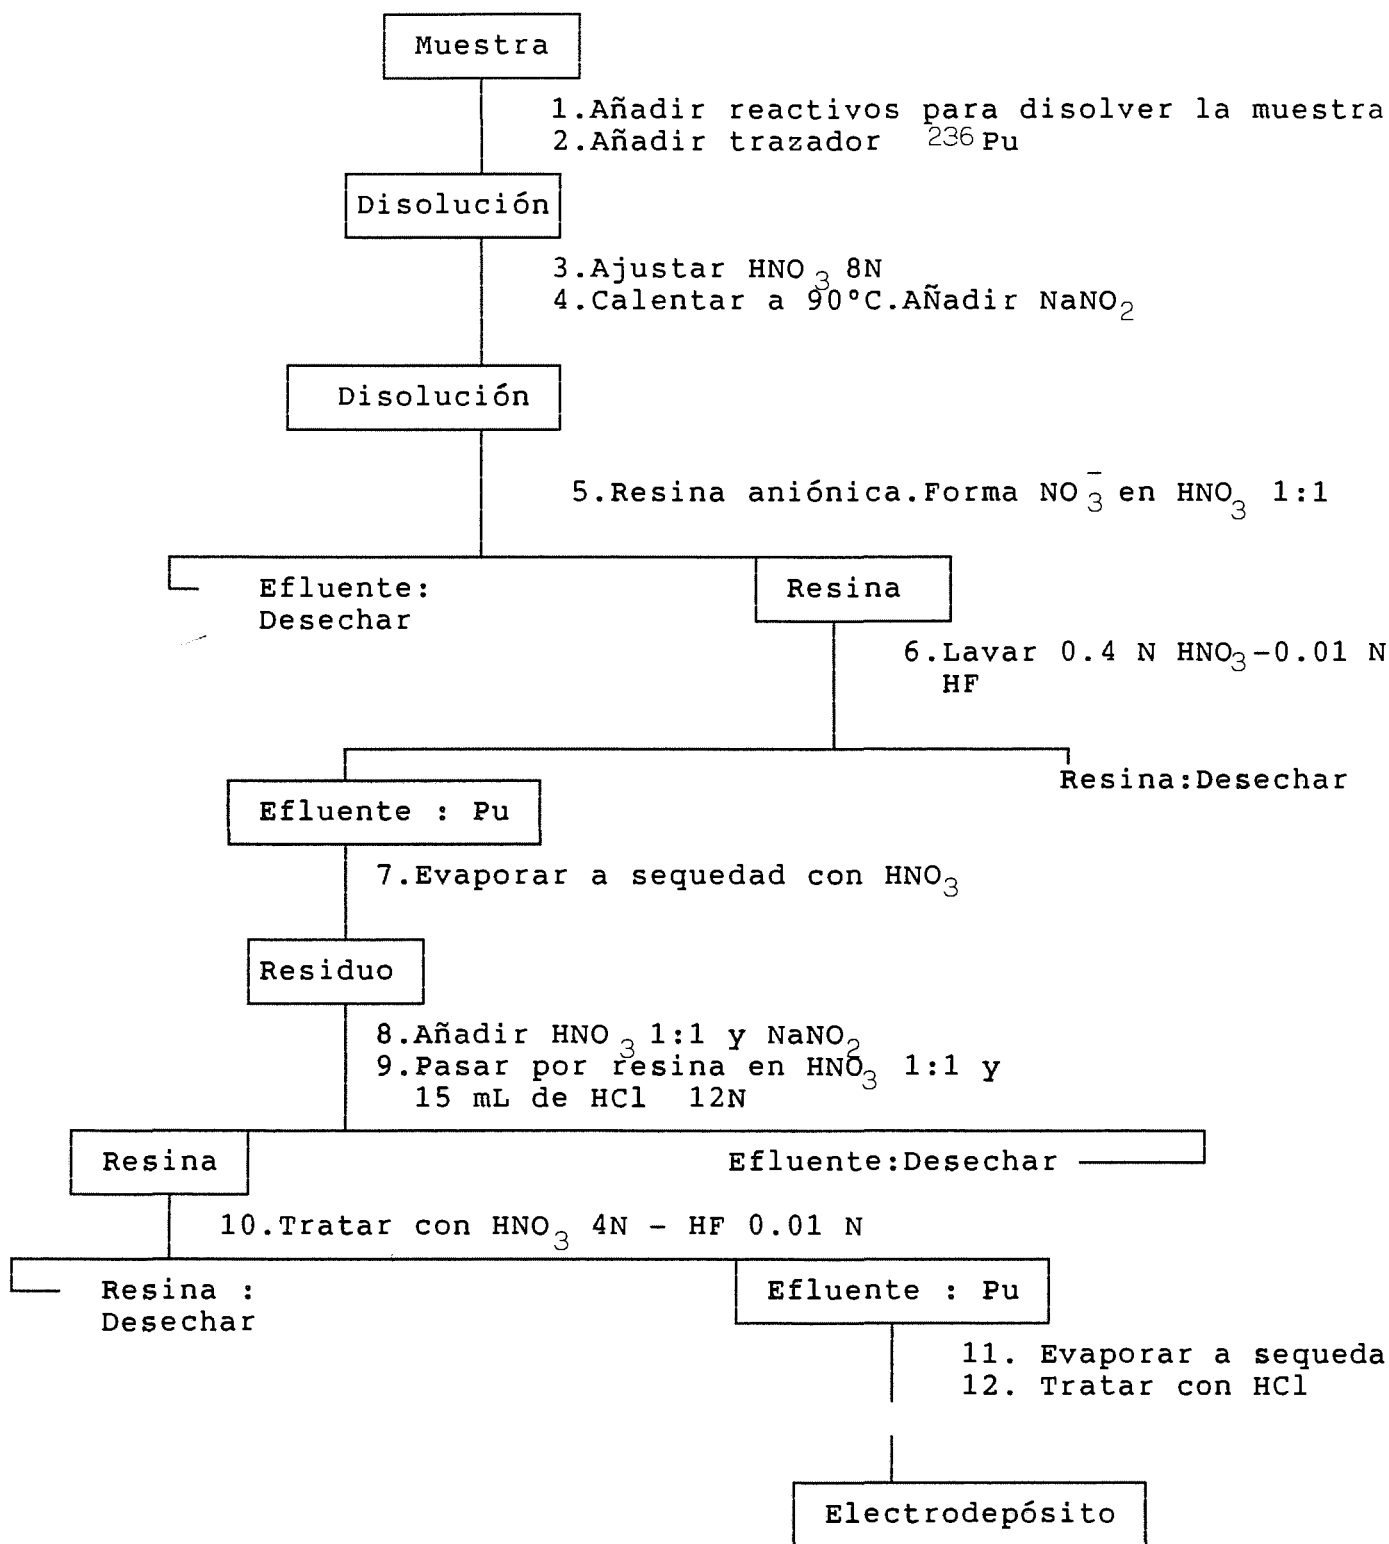 Muestra
1.Añadir reactivos para disolver la muestra
2.Añadir trazador ²³⁶Pu
Disolución
3.Ajustar HNO₃ 8N
4.Calentar a 90ºC.AÑadir NaNO₂
Disolución
5.Resina aniónica.Forma NO₃⁻ en HNO₃ 1:1
Efluente:
Desechar
Resina
6.Lavar 0.4 N HNO₃-0.01 N
HF
Resina:Desechar
Efluente : Pu
7.Evaporar a sequedad con HNO₃
Residuo
8.Añadir HNO₃ 1:1 y NaNO₂
9.Pasar por resina en HNO₃ 1:1 y
15 mL de HCl 12N
Resina
Efluente:Desechar
10.Tratar con HNO₃ 4N - HF 0.01 N
Resina :
Desechar
Efluente : Pu
11. Evaporar a sequeda
12. Tratar con HCl
Electrodepósito